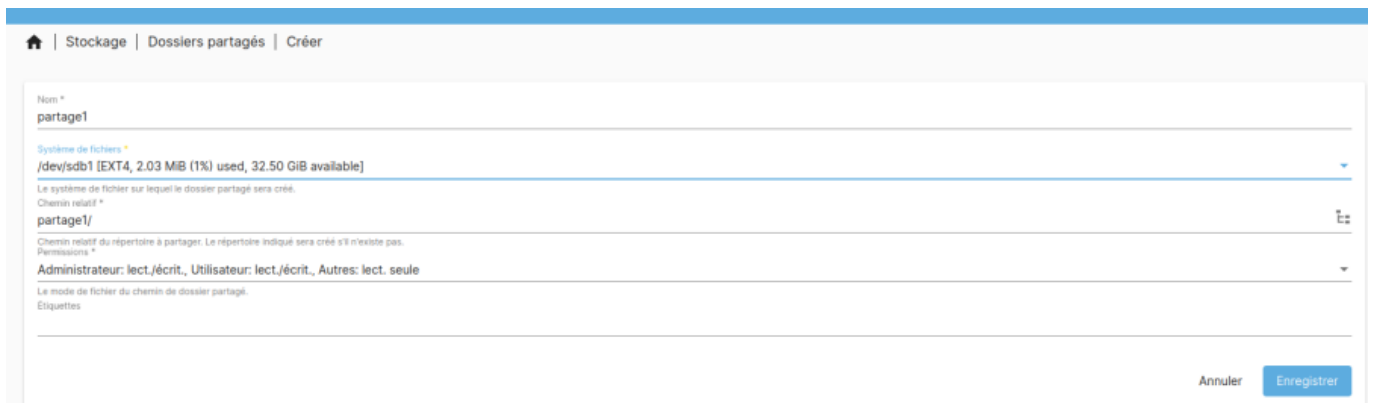 Stockage | Dossiers partagés | Créer
Nom *
partage1
Système de fichiers *
/dev/sdb1 [EXT4, 2.03 MiB (1%) used, 32.50 GiB available]
Le système de fichier sur lequel le dossier partagé sera créé.
Chemin relatif *
partage1/
Chemin relatif du répertoire à partager. Le répertoire indiqué sera créé s'il n'existe pas.
Permissions *
Administrateur: lect./écrit., Utilisateur: lect./écrit., Autres: lect. seule
Le mode de fichier du chemin de dossier partagé.
Étiquettes
Annuler Enregistrer